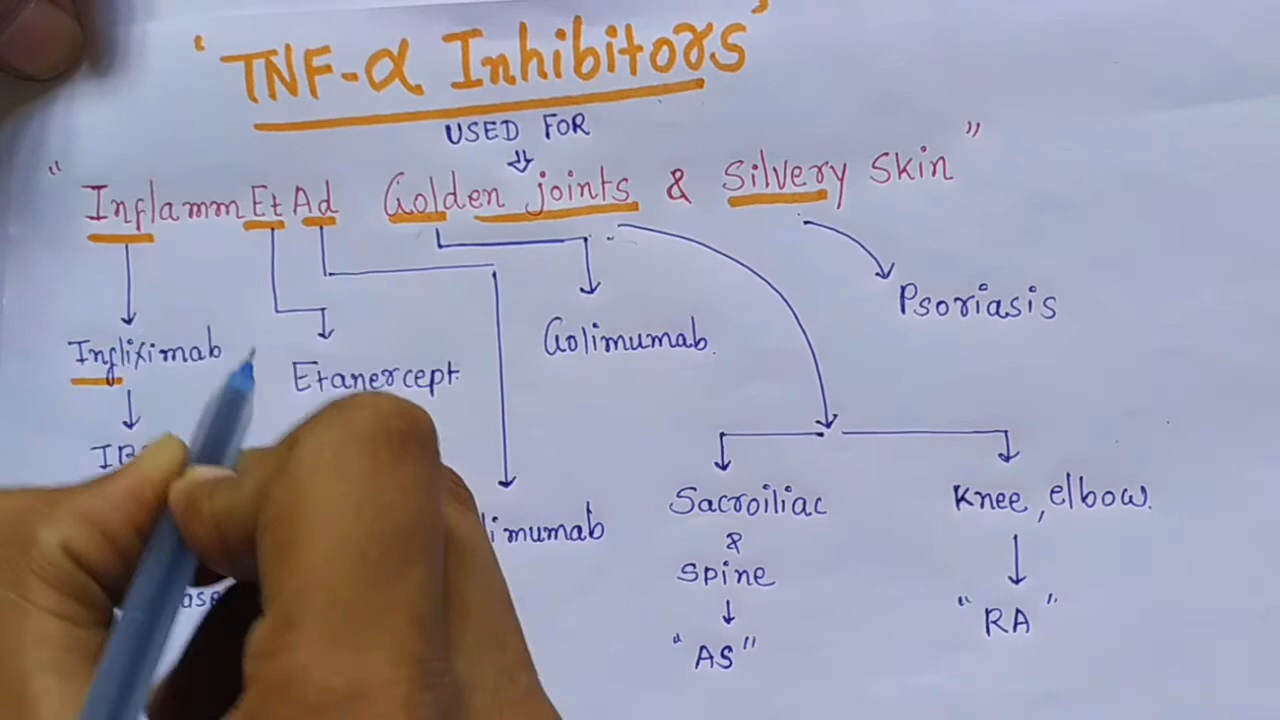 ' TNF-α Inhibitors '
USED FOR
" InflammEtAd Golden joints & Silvery Skin "
Psoriasis
Golimumab.
Infliximab
Etanercept.
Sacroiliac
&
Spine
"AS"
Knee, elbow.
"RA"